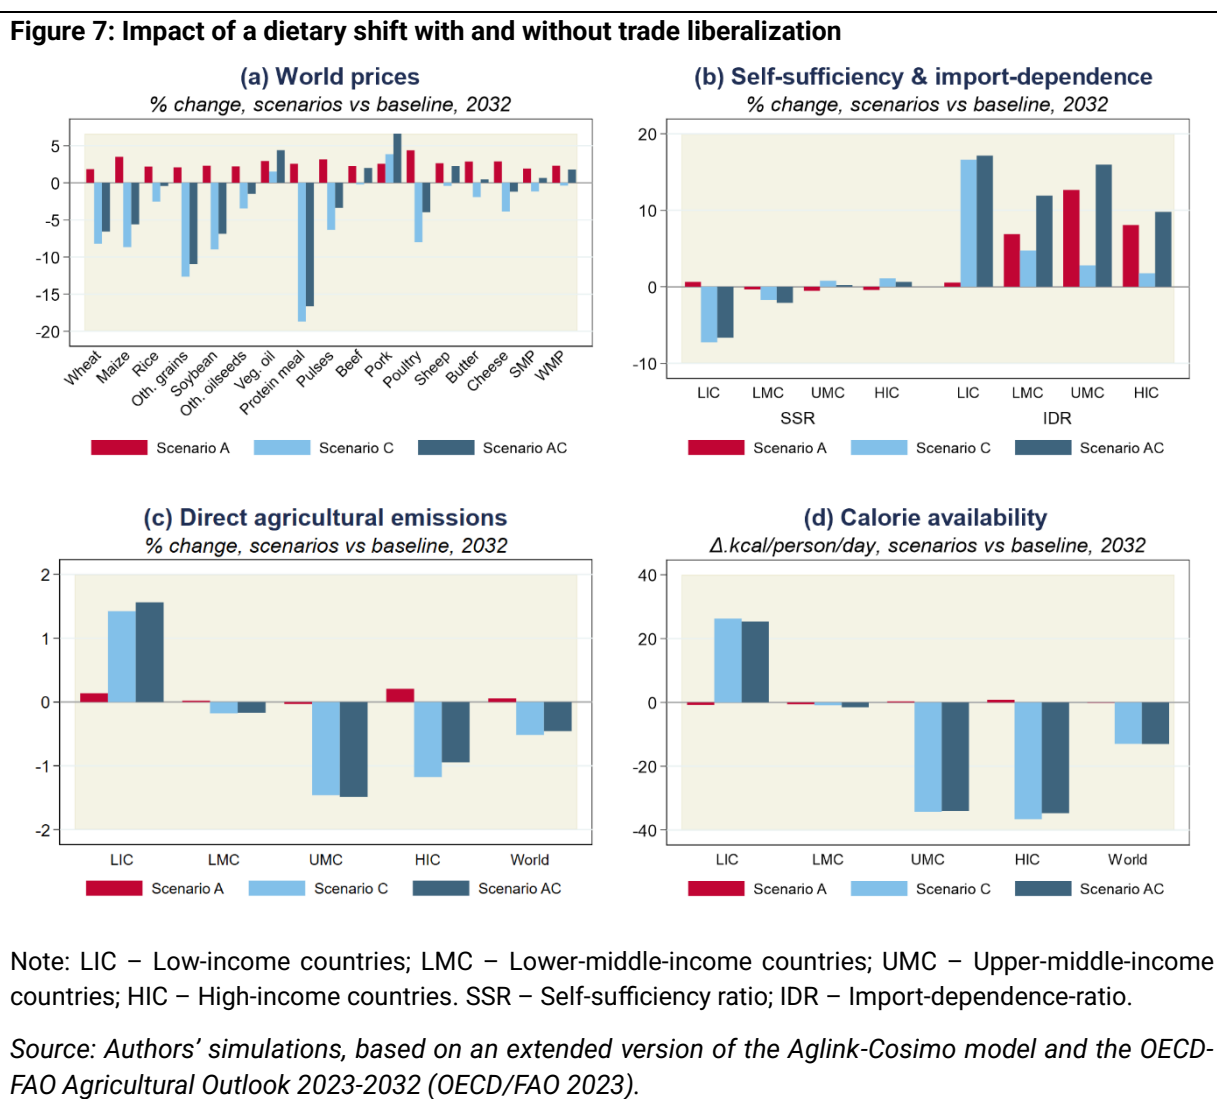 Figure 7: Impact of a dietary shift with and without trade liberalization
(a) World prices
% change, scenarios vs baseline, 2032
5
0
-5
-10
-15
-20
Wheat
Maize
Rice
Oth. grains
Soybean
Oth. oilseeds
Veg. oil
Protein meal
Pulses
Beef
Pork
Poultry
Sheep
Butter
Cheese
SMP
WMP
Scenario A Scenario C Scenario AC
(b) Self-sufficiency & import-dependence
% change, scenarios vs baseline, 2032
20
10
0
-10
LIC LMC UMC HIC LIC LMC UMC HIC
SSR IDR
Scenario A Scenario C Scenario AC
(c) Direct agricultural emissions
% change, scenarios vs baseline, 2032
2
1
0
-1
-2
LIC LMC UMC HIC World
Scenario A Scenario C Scenario AC
(d) Calorie availability
Δ.kcal/person/day, scenarios vs baseline, 2032
40
20
0
-20
-40
LIC LMC UMC HIC World
Scenario A Scenario C Scenario AC
Note: LIC – Low-income countries; LMC – Lower-middle-income countries; UMC – Upper-middle-income
countries; HIC – High-income countries. SSR – Self-sufficiency ratio; IDR – Import-dependence-ratio.
Source: Authors’ simulations, based on an extended version of the Aglink-Cosimo model and the OECD-
FAO Agricultural Outlook 2023-2032 (OECD/FAO 2023).